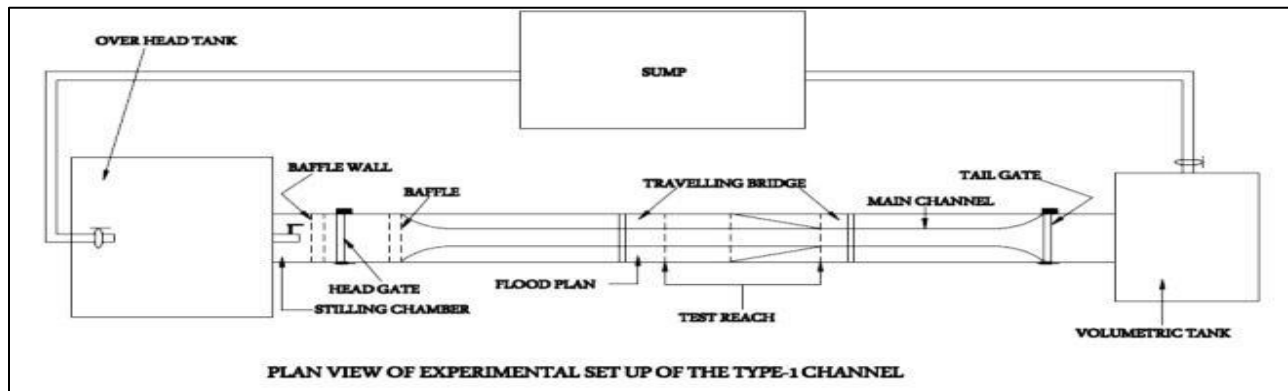 OVER HEAD TANK
SUMP
BAFFLE WALL
BAFFLE
TRAVELLING BRIDGE
TAIL GATE
MAIN CHANNEL
HEAD GATE
FLOOD PLAN
STILLING CHAMBER
TEST REACH
VOLUMETRIC TANK
PLAN VIEW OF EXPERIMENTAL SET UP OF THE TYPE-1 CHANNEL